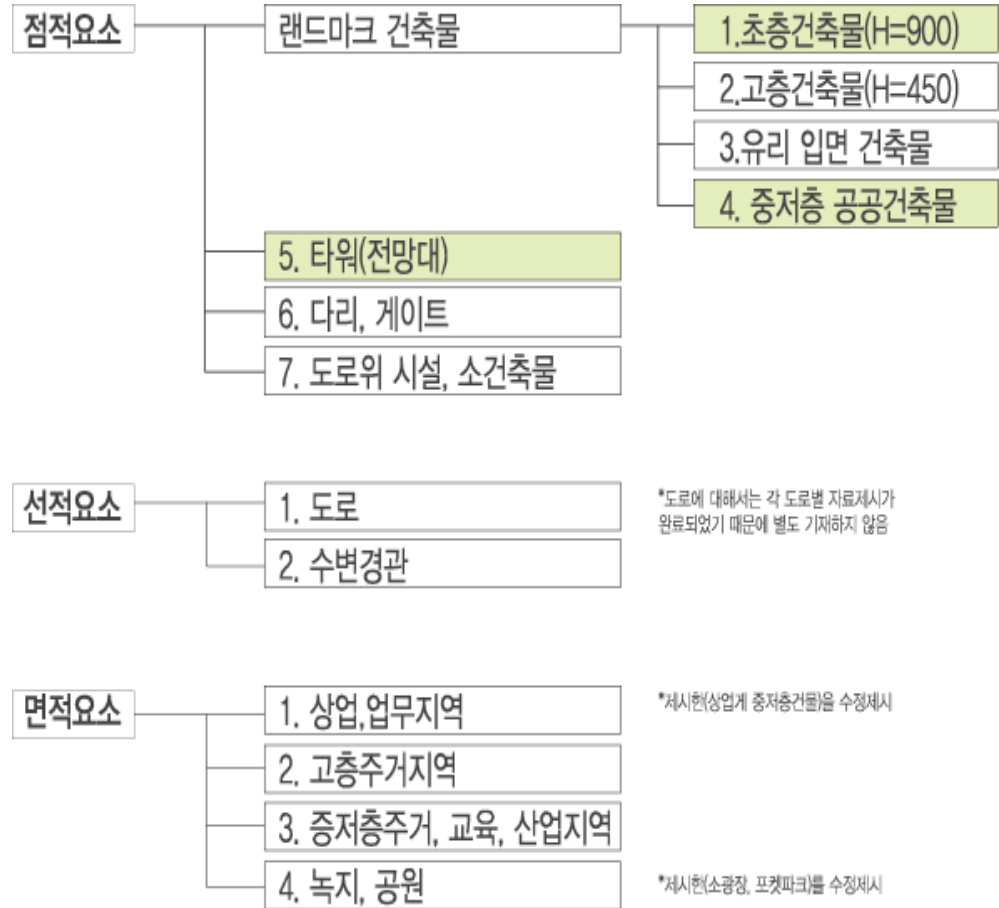 점적요소
랜드마크 건축물
1.초층건축물(H=900)
2.고층건축물(H=450)
3.유리 입면 건축물
4. 중저층 공공건축물
5. 타워(전망대)
6. 다리, 게이트
7. 도로위 시설, 소건축물
선적요소
1. 도로
*도로에 대해서는 각 도로별 자료제시가
완료되었기 때문에 별도 기재하지 않음
2. 수변경관
면적요소
1. 상업,업무지역
*제시한(상업게 중저층건물)을 수정제시
2. 고층주거지역
3. 증저층주거, 교육, 산업지역
4. 녹지, 공원
*제시한(소광장, 포켓파크)를 수정제시